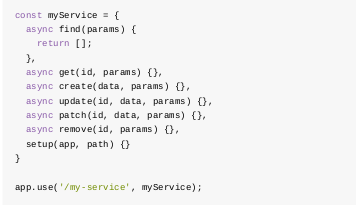 const myService = {
  async find(params) {
    return [];
  },
  async get(id, params) {},
  async create(data, params) {},
  async update(id, data, params) {},
  async patch(id, data, params) {},
  async remove(id, params) {},
  setup(app, path) {}
}

app.use('/my-service', myService);